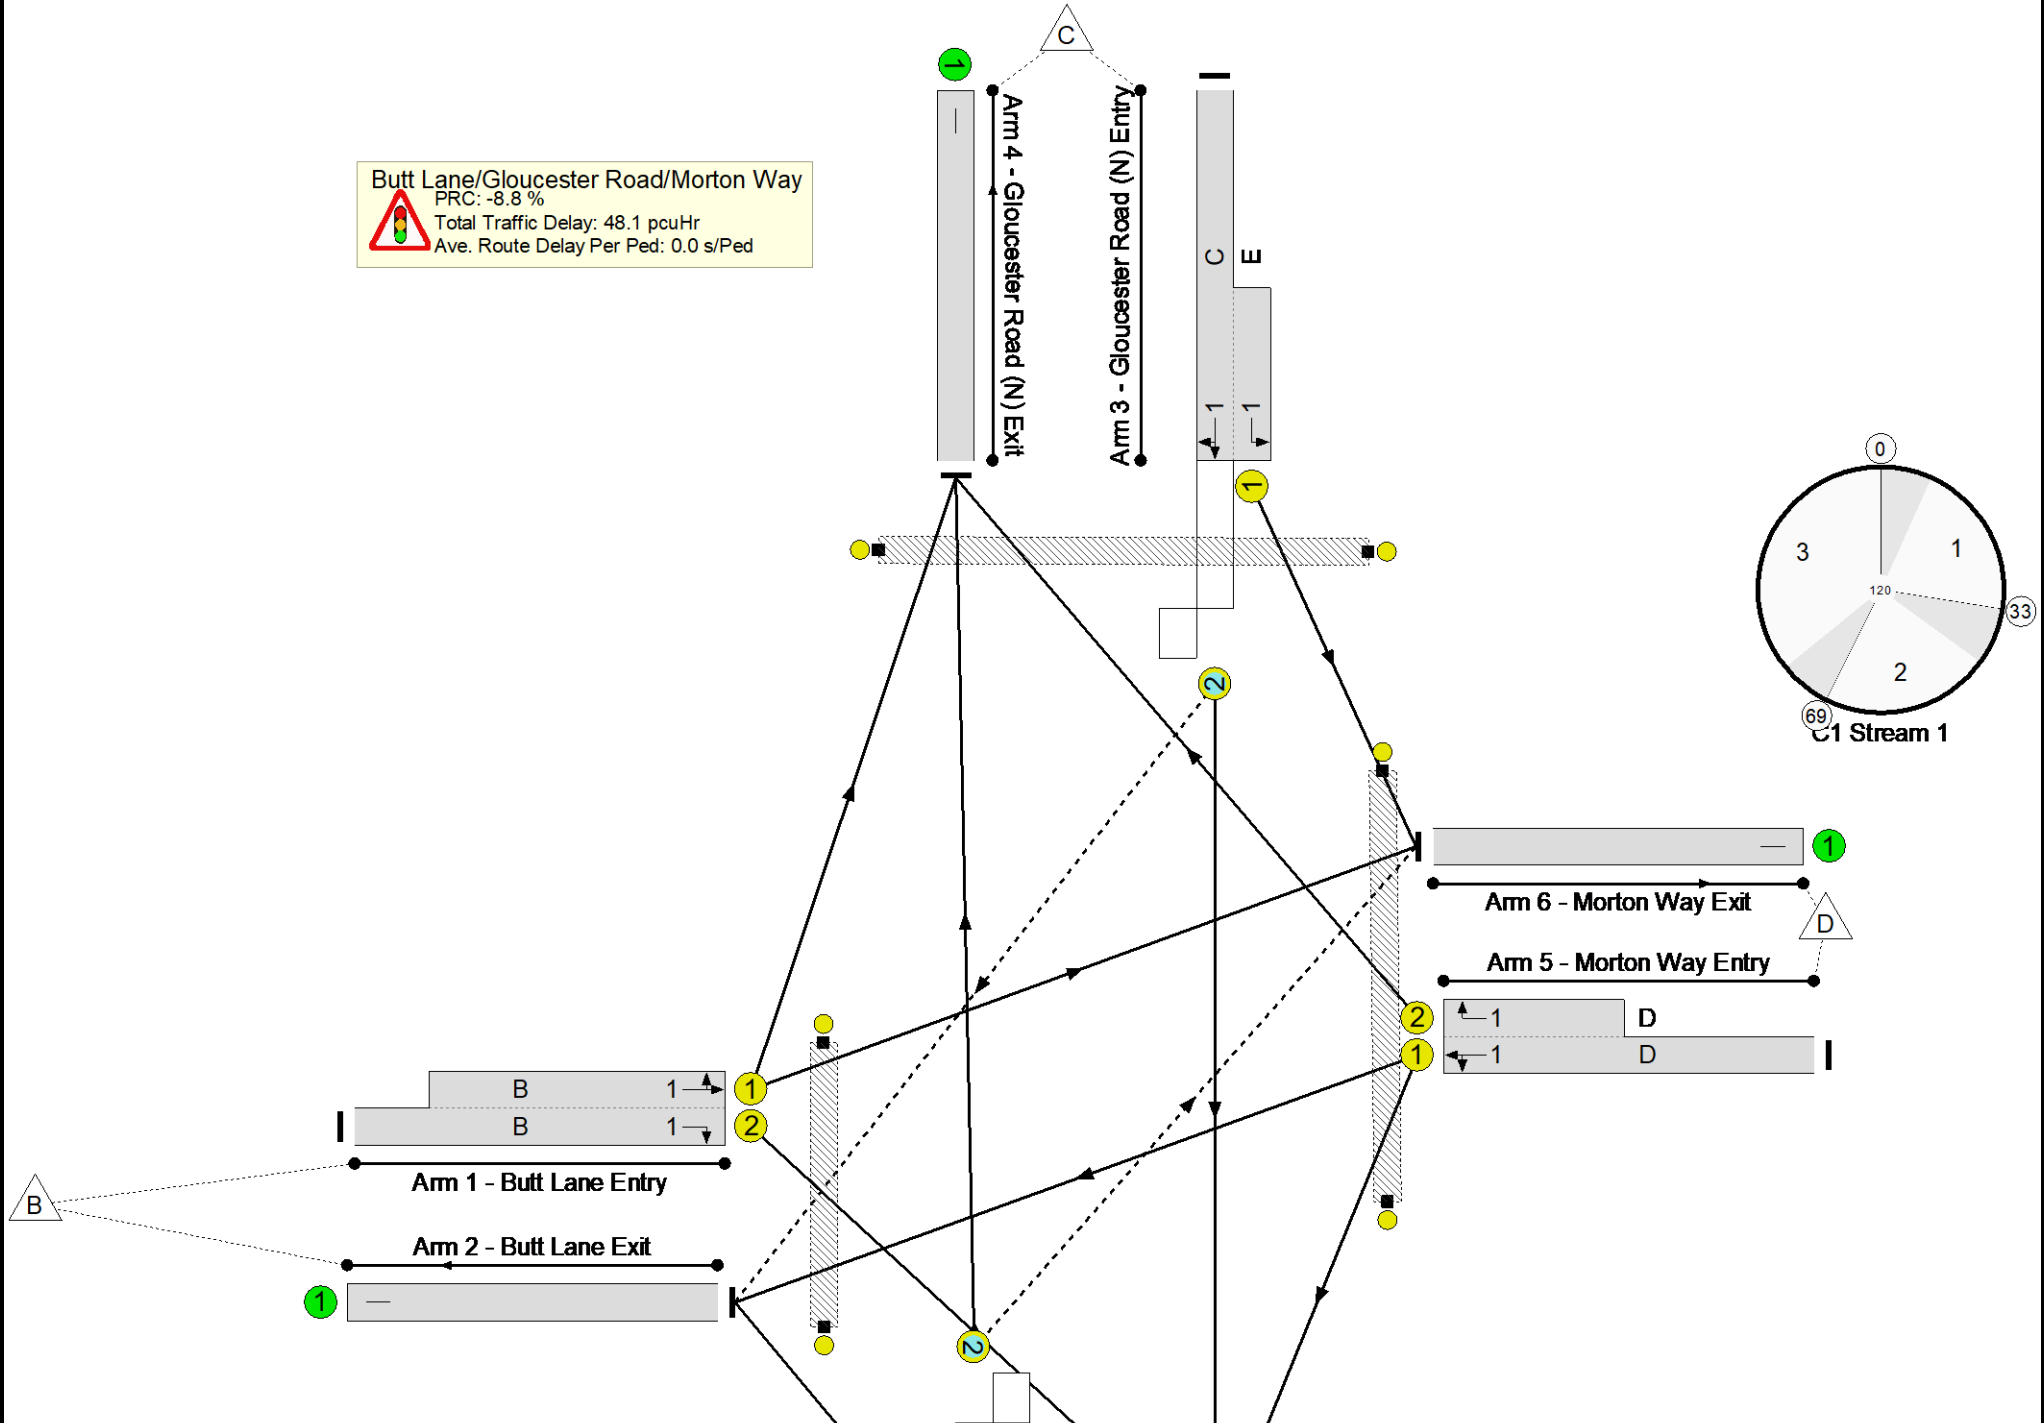 C
1
Arm 4 - Gloucester Road (N) Exit
Arm 3 - Gloucester Road (N) Entry
C
E
1
1
1
Butt Lane/Gloucester Road/Morton Way
PRC: -8.8 %
Total Traffic Delay: 48.1 pcuHr
Ave. Route Delay Per Ped: 0.0 s/Ped
0
3
1
120
33
2
69
C1 Stream 1
2
1
Arm 6 - Morton Way Exit
D
Arm 5 - Morton Way Entry
2
1
D
1
1
D
B
1
1
B
1
2
Arm 1 - Butt Lane Entry
B
Arm 2 - Butt Lane Exit
1
2